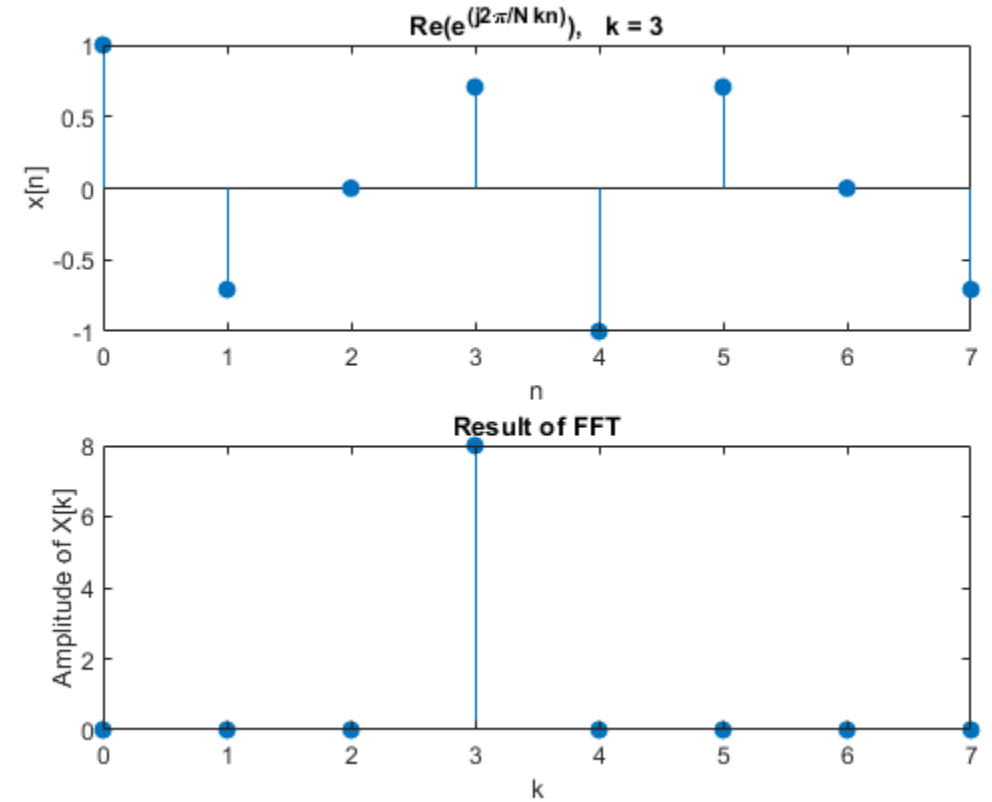 Re(e^(j2π/N kn)), k = 3
x[n]
1
0.5
0
-0.5
-1
0 1 2 3 4 5 6 7
n
Result of FFT
Amplitude of X[k]
8
6
4
2
0
0 1 2 3 4 5 6 7
k